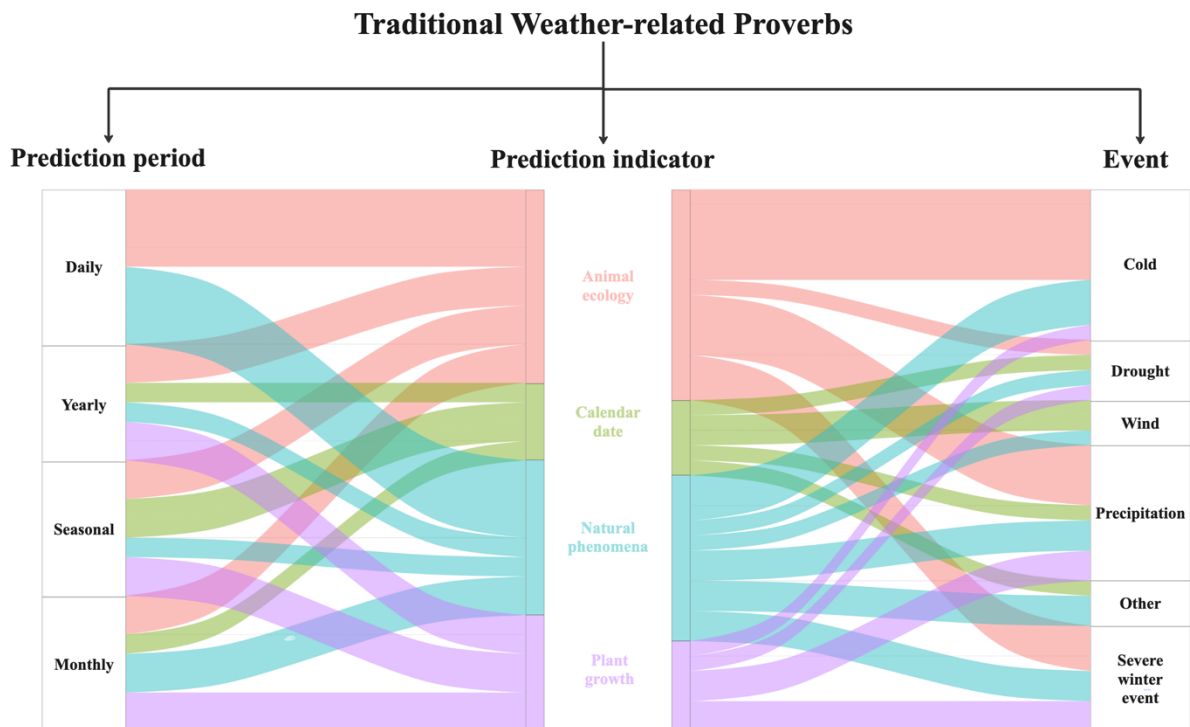 Traditional Weather-related Proverbs
Prediction period
Prediction indicator
Event
Daily
Yearly
Seasonal
Monthly
Animal
ecology
Calendar
date
Natural
phenomena
Plant
growth
Cold
Drought
Wind
Precipitation
Other
Severe
winter
event